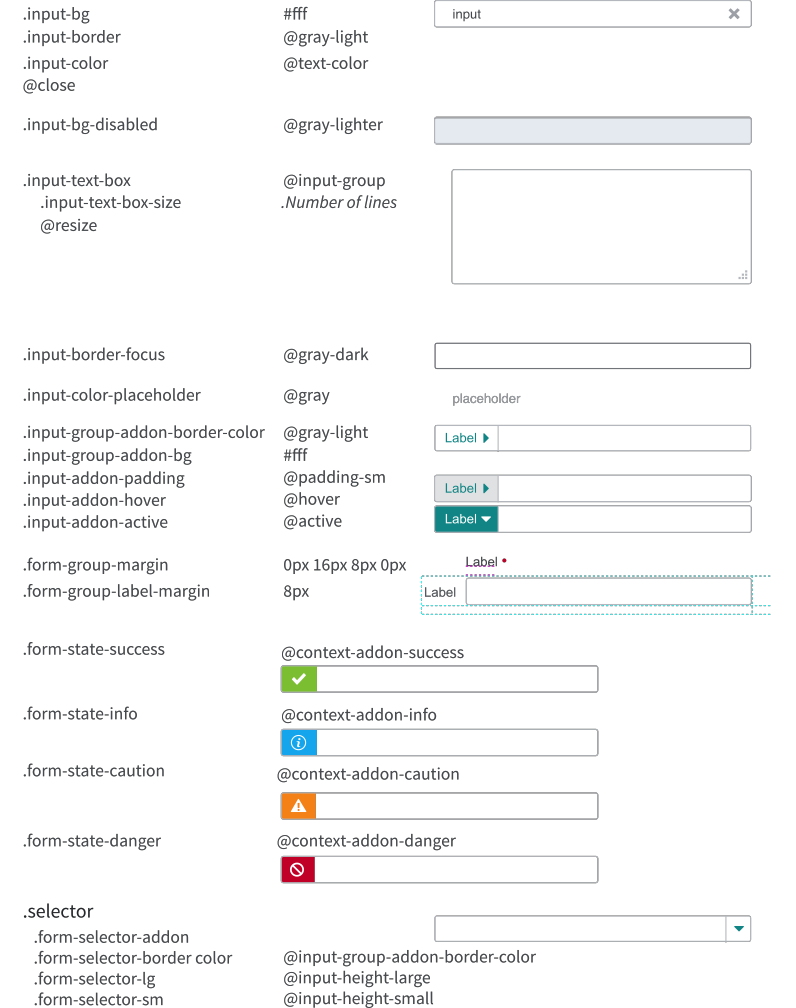 .input-bg #fff input
.input-border @gray-light
.input-color @text-color
@close
.input-bg-disabled @gray-lighter
.input-text-box @input-group
.input-text-box-size .Number of lines
@resize
.input-border-focus @gray-dark
.input-color-placeholder @gray placeholder
.input-group-addon-border-color @gray-light Label
.input-group-addon-bg #fff
.input-addon-padding @padding-sm Label
.input-addon-hover @hover
.input-addon-active @active Label
.form-group-margin 0px 16px 8px 0px Label •
.form-group-label-margin 8px Label
.form-state-success @context-addon-success
.form-state-info @context-addon-info
.form-state-caution @context-addon-caution
.form-state-danger @context-addon-danger
.selector
.form-selector-addon
.form-selector-border color @input-group-addon-border-color
.form-selector-lg @input-height-large
.form-selector-sm @input-height-small